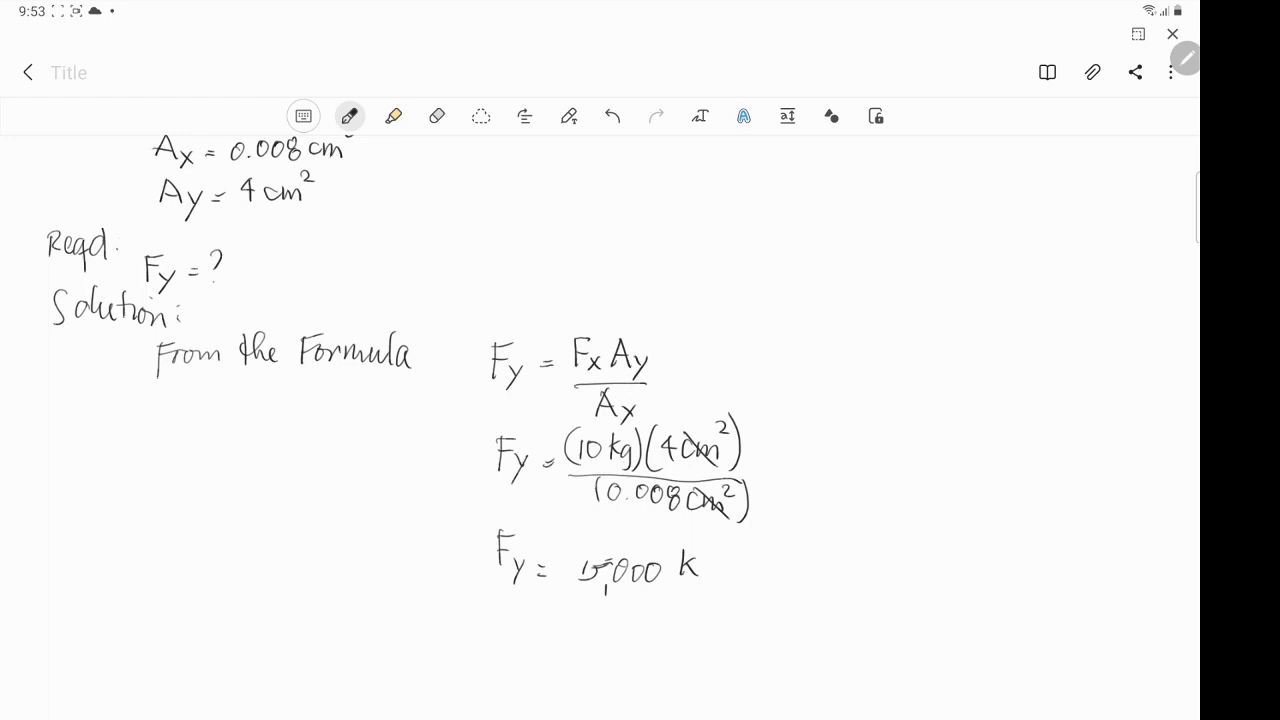 9:53
Title
Ax = 0.008 cm²
Ay = 4 cm²
Reqd:
Fy = ?
Solution:
From the Formula
Fy = Fx Ay / Ax
Fy = (10 kg)(4 cm²) / (0.008 cm²)
Fy = 5,000 k